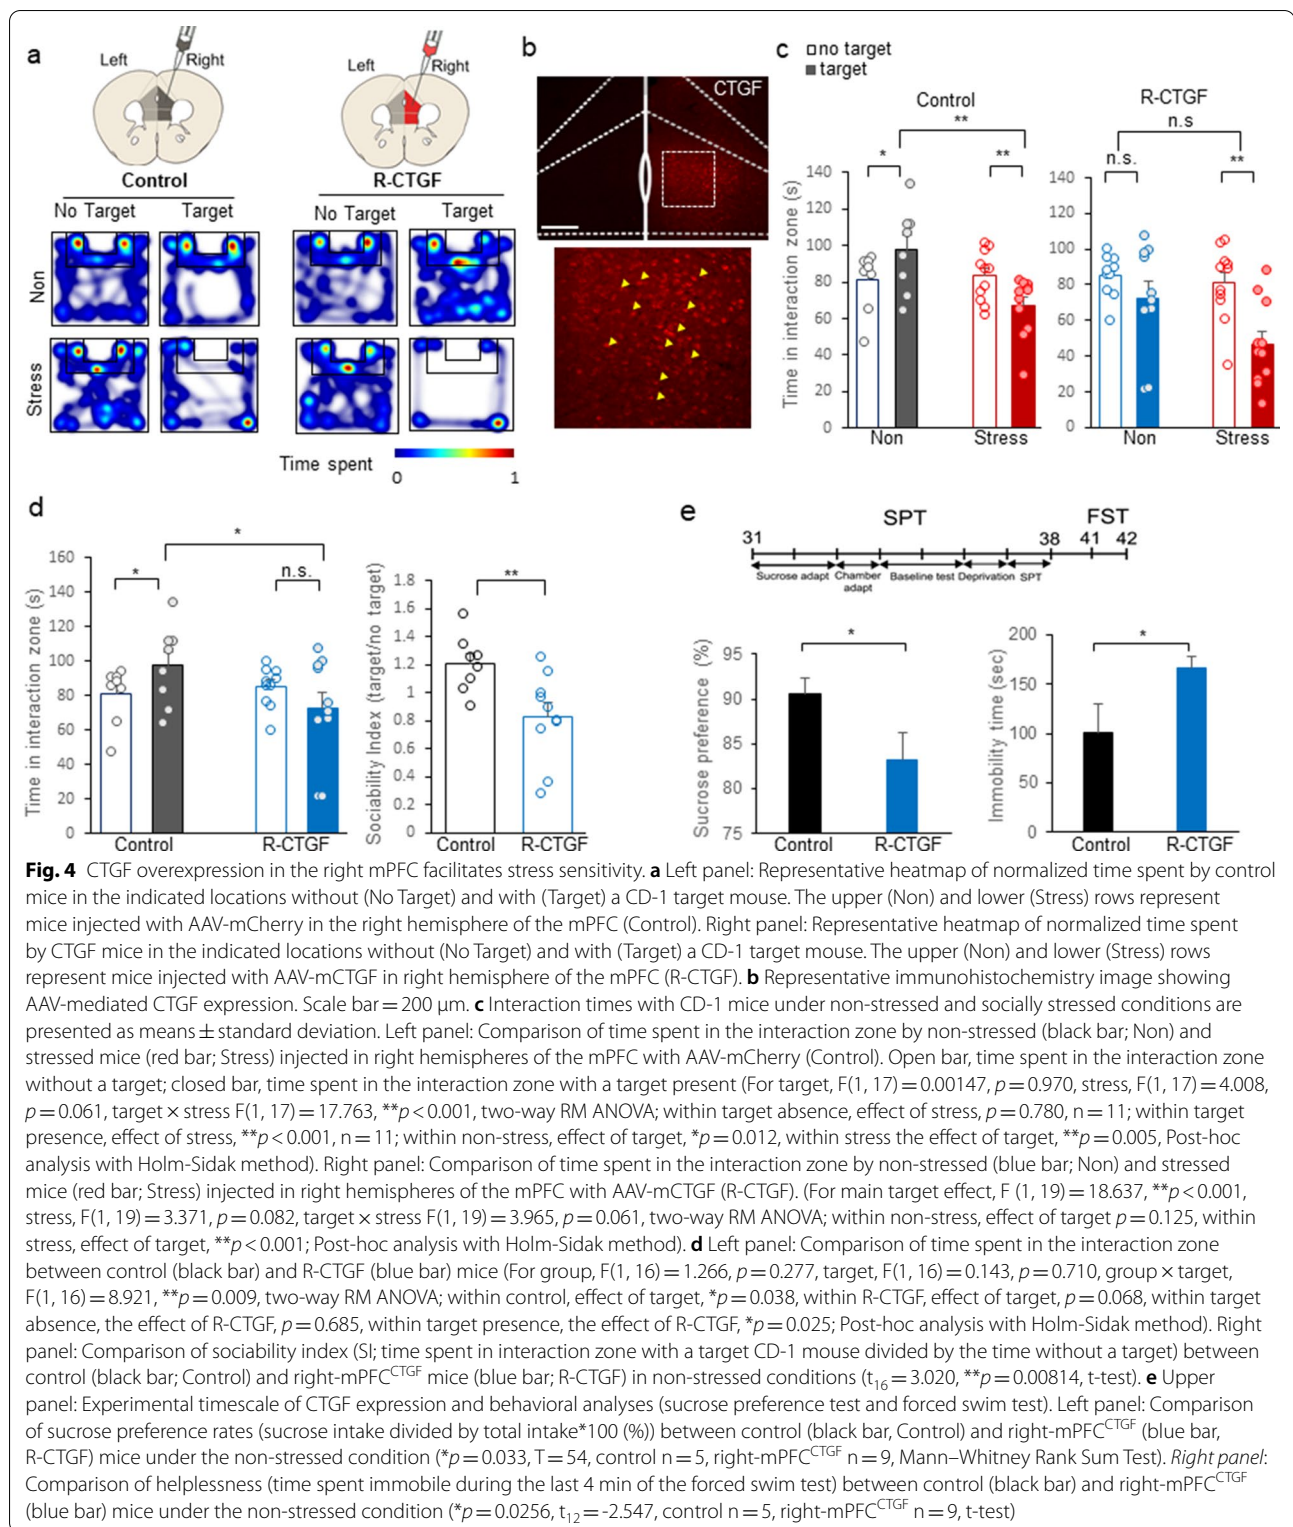 a
Left
Right
Left
Right
Control
R-CTGF
No Target
Target
No Target
Target
Non
Stress
Time spent
0
1
b
CTGF
c
no target
target
Control
R-CTGF
**
n.s
*
**
n.s.
**
Time in interaction zone (s)
140
120
100
80
60
40
20
0
Non
Stress
140
120
100
80
60
40
20
0
Non
Stress
d
Time in interaction zone (s)
160
140
120
100
80
60
40
20
0
*
*
n.s.
Control
R-CTGF
Sociability Index (target/no target)
1.8
1.6
1.4
1.2
1
0.8
0.6
0.4
0.2
0
**
Control
R-CTGF
e
SPT
FST
31
38
41
42
Sucrose adapt
Chamber
adapt
Baseline test
Deprivation
SPT
Sucrose preference (%)
95
90
85
80
75
*
Control
R-CTGF
Immobility time (sec)
200
150
100
50
0
*
Control
R-CTGF
Fig. 4 CTGF overexpression in the right mPFC facilitates stress sensitivity. a Left panel: Representative heatmap of normalized time spent by control
mice in the indicated locations without (No Target) and with (Target) a CD-1 target mouse. The upper (Non) and lower (Stress) rows represent
mice injected with AAV-mCherry in the right hemisphere of the mPFC (Control). Right panel: Representative heatmap of normalized time spent
by CTGF mice in the indicated locations without (No Target) and with (Target) a CD-1 target mouse. The upper (Non) and lower (Stress) rows
represent mice injected with AAV-mCTGF in right hemisphere of the mPFC (R-CTGF). b Representative immunohistochemistry image showing
AAV-mediated CTGF expression. Scale bar = 200 µm. c Interaction times with CD-1 mice under non-stressed and socially stressed conditions are
presented as means ± standard deviation. Left panel: Comparison of time spent in the interaction zone by non-stressed (black bar; Non) and
stressed mice (red bar; Stress) injected in right hemispheres of the mPFC with AAV-mCherry (Control). Open bar, time spent in the interaction zone
without a target; closed bar, time spent in the interaction zone with a target present (For target, F(1, 17) = 0.00147, p = 0.970, stress, F(1, 17) = 4.008,
p = 0.061, target × stress F(1, 17) = 17.763, **p < 0.001, two-way RM ANOVA; within target absence, effect of stress, p = 0.780, n = 11; within target
presence, effect of stress, **p < 0.001, n = 11; within non-stress, effect of target, *p = 0.012, within stress the effect of target, **p = 0.005, Post-hoc
analysis with Holm-Sidak method). Right panel: Comparison of time spent in the interaction zone by non-stressed (blue bar; Non) and stressed
mice (red bar; Stress) injected in right hemispheres of the mPFC with AAV-mCTGF (R-CTGF). (For main target effect, F (1, 19) = 18.637, **p < 0.001,
stress, F(1, 19) = 3.371, p = 0.082, target × stress F(1, 19) = 3.965, p = 0.061, two-way RM ANOVA; within non-stress, effect of target p = 0.125, within
stress, effect of target, **p < 0.001; Post-hoc analysis with Holm-Sidak method). d Left panel: Comparison of time spent in the interaction zone
between control (black bar) and R-CTGF (blue bar) mice (For group, F(1, 16) = 1.266, p = 0.277, target, F(1, 16) = 0.143, p = 0.710, group × target,
F(1, 16) = 8.921, **p = 0.009, two-way RM ANOVA; within control, effect of target, *p = 0.038, within R-CTGF, effect of target, p = 0.068, within target
absence, the effect of R-CTGF, p = 0.685, within target presence, the effect of R-CTGF, *p = 0.025; Post-hoc analysis with Holm-Sidak method). Right
panel: Comparison of sociability index (SI; time spent in interaction zone with a target CD-1 mouse divided by the time without a target) between
control (black bar; Control) and right-mPFC^CTGF mice (blue bar; R-CTGF) in non-stressed conditions (t16 = 3.020, **p = 0.00814, t-test). e Upper
panel: Experimental timescale of CTGF expression and behavioral analyses (sucrose preference test and forced swim test). Left panel: Comparison
of sucrose preference rates (sucrose intake divided by total intake*100 (%)) between control (black bar, Control) and right-mPFC^CTGF (blue bar,
R-CTGF) mice under the non-stressed condition (*p = 0.033, T = 54, control n = 5, right-mPFC^CTGF n = 9, Mann–Whitney Rank Sum Test). Right panel:
Comparison of helplessness (time spent immobile during the last 4 min of the forced swim test) between control (black bar) and right-mPFC^CTGF
(blue bar) mice under the non-stressed condition (*p = 0.0256, t12 = -2.547, control n = 5, right-mPFC^CTGF n = 9, t-test)